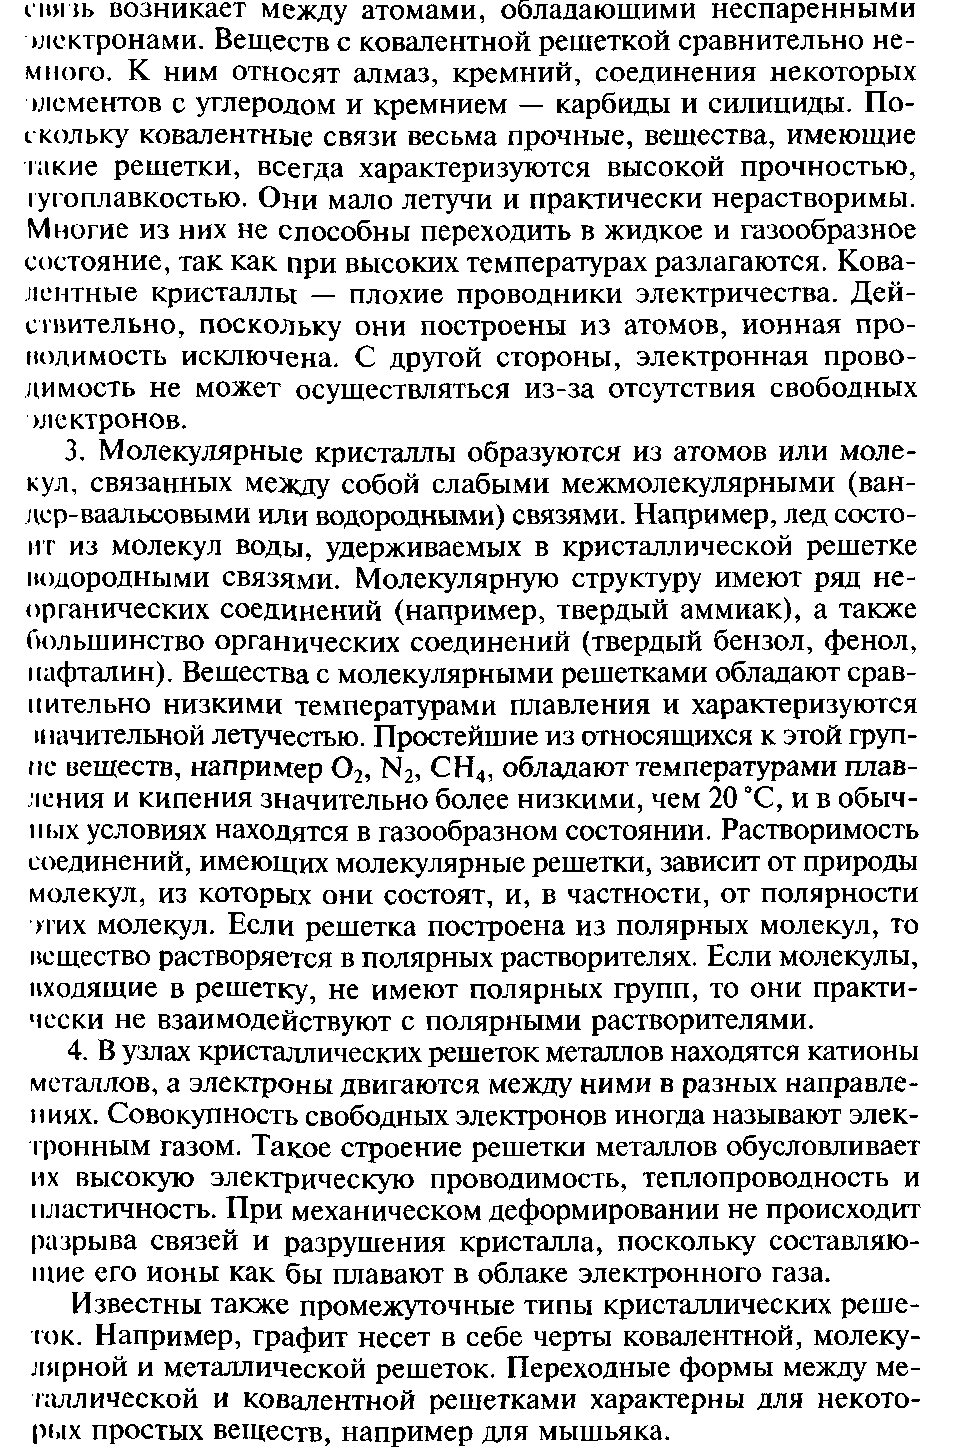 связь возникает между атомами, обладающими неспаренными
электронами. Веществ с ковалентной решеткой сравнительно не-
много. К ним относят алмаз, кремний, соединения некоторых
элементов с углеродом и кремнием — карбиды и силициды. По-
скольку ковалентные связи весьма прочные, вещества, имеющие
такие решетки, всегда характеризуются высокой прочностью,
тугоплавкостью. Они мало летучи и практически нерастворимы.
Многие из них не способны переходить в жидкое и газообразное
состояние, так как при высоких температурах разлагаются. Кова-
лентные кристаллы — плохие проводники электричества. Дей-
ствительно, поскольку они построены из атомов, ионная про-
водимость исключена. С другой стороны, электронная прово-
димость не может осуществляться из-за отсутствия свободных
электронов.
3. Молекулярные кристаллы образуются из атомов или моле-
кул, связанных между собой слабыми межмолекулярными (ван-
дер-ваальсовыми или водородными) связями. Например, лед состо-
ит из молекул воды, удерживаемых в кристаллической решетке
водородными связями. Молекулярную структуру имеют ряд не-
органических соединений (например, твердый аммиак), а также
большинство органических соединений (твердый бензол, фенол,
нафталин). Вещества с молекулярными решетками обладают срав-
нительно низкими температурами плавления и характеризуются
значительной летучестью. Простейшие из относящихся к этой груп-
пе веществ, например O₂, N₂, CH₄, обладают температурами плав-
ления и кипения значительно более низкими, чем 20 °С, и в обыч-
ных условиях находятся в газообразном состоянии. Растворимость
соединений, имеющих молекулярные решетки, зависит от природы
молекул, из которых они состоят, и, в частности, от полярности
этих молекул. Если решетка построена из полярных молекул, то
вещество растворяется в полярных растворителях. Если молекулы,
входящие в решетку, не имеют полярных групп, то они практи-
чески не взаимодействуют с полярными растворителями.
4. В узлах кристаллических решеток металлов находятся катионы
металлов, а электроны двигаются между ними в разных направле-
ниях. Совокупность свободных электронов иногда называют элек-
тронным газом. Такое строение решетки металлов обусловливает
их высокую электрическую проводимость, теплопроводность и
пластичность. При механическом деформировании не происходит
разрыва связей и разрушения кристалла, поскольку составляю-
щие его ионы как бы плавают в облаке электронного газа.
Известны также промежуточные типы кристаллических реше-
ток. Например, графит несет в себе черты ковалентной, молеку-
лярной и металлической решеток. Переходные формы между ме-
таллической и ковалентной решетками характерны для некото-
рых простых веществ, например для мышьяка.